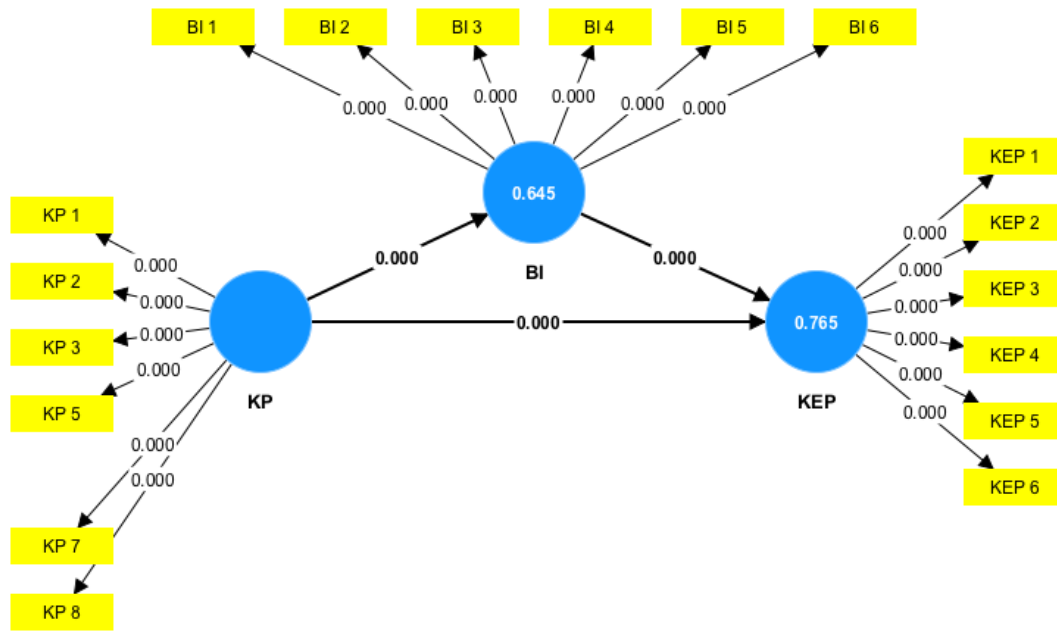 BI 1
BI 2
BI 3
BI 4
BI 5
BI 6
0.000
0.000
0.000
0.000
0.000
0.000
0.645
BI
KP 1
KP 2
KP 3
KP 5
KP 7
KP 8
0.000
0.000
0.000
0.000
0.000
0.000
KP
0.000
0.000
0.000
0.765
KEP
0.000
0.000
0.000
0.000
0.000
0.000
KEP 1
KEP 2
KEP 3
KEP 4
KEP 5
KEP 6